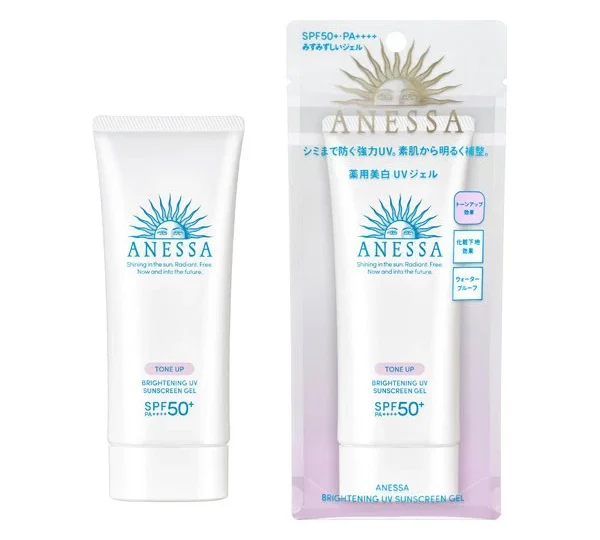 ANESSA
Shining in the sun. Radiant. Free.
Now and into the future.
TONE UP
BRIGHTENING UV
SUNSCREEN GEL
SPF50+
PA++++
SPF50+・PA++++
みずみずしいジェル
ANESSA
シミまで防ぐ強力UV。素肌から明るく補整。
薬用美白 UVジェル
トーンアップ
効果
化粧下地
効果
ウォーター
プルーフ
ANESSA
Shining in the sun. Radiant. Free.
Now and into the future.
TONE UP
BRIGHTENING UV
SUNSCREEN GEL
SPF50+
PA++++
ANESSA
BRIGHTENING UV SUNSCREEN GEL